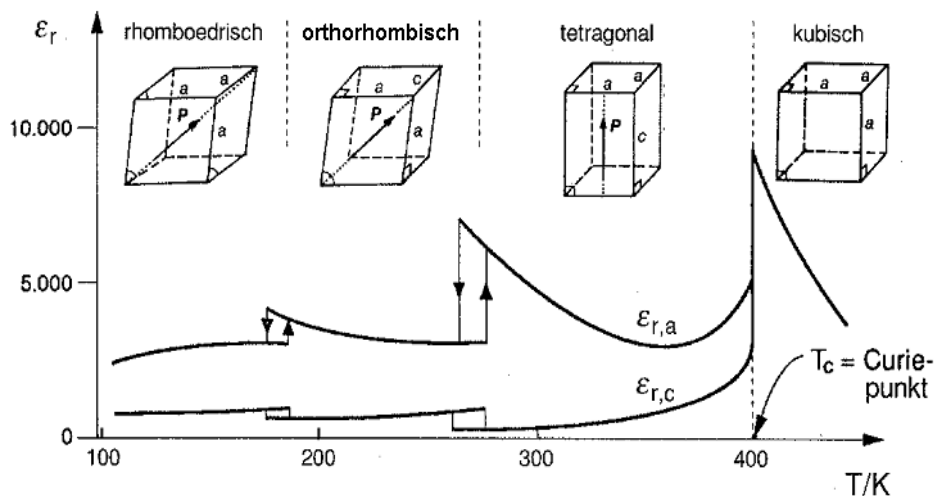 εr
rhomboedrisch
orthorhombisch
tetragonal
kubisch
a
a
a
P
c
a
a
P
a
a
c
P
a
a
a
10.000
5.000
0
εr,a
εr,c
Tc = Curie-
punkt
100
200
300
400
T/K